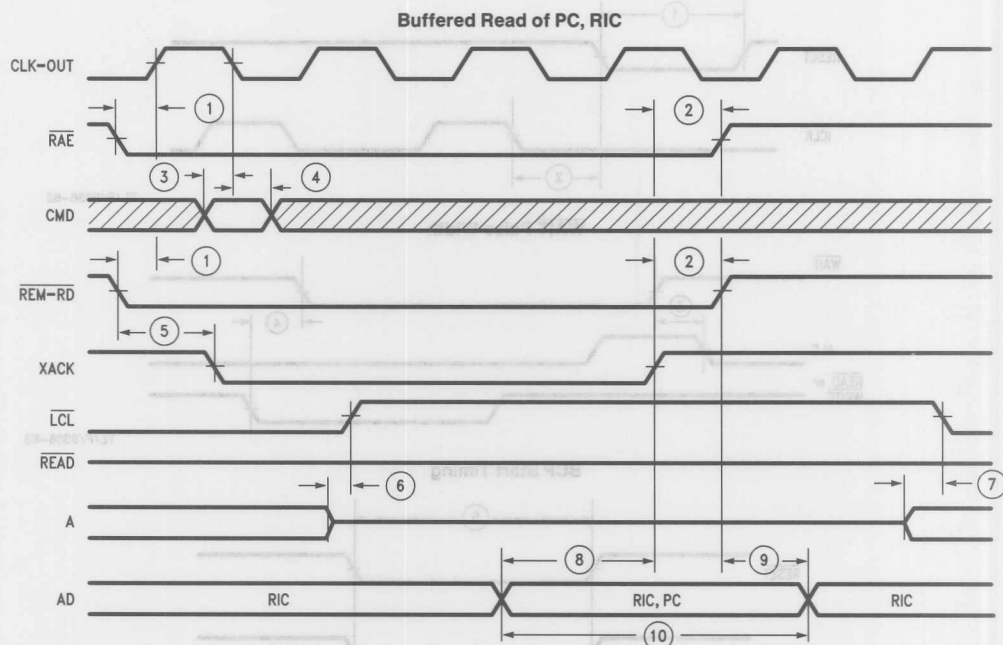 Buffered Read of PC, RIC
CLK-OUT
1 2
RAE
3 4
CMD
1 2
REM-RD
5
XACK
LCL
READ
6 7
A
8 9
AD RIC RIC, PC RIC
10